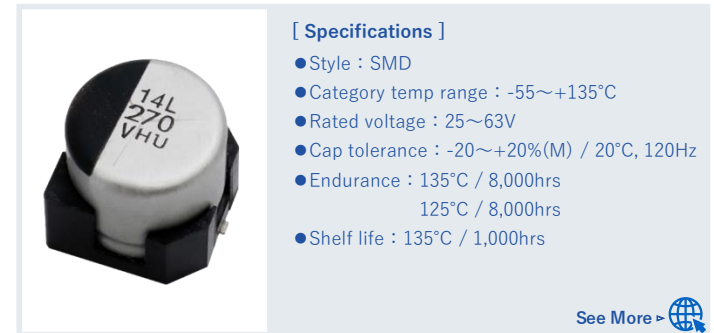 14L
270
VHU
[ Specifications ]
●Style：SMD
●Category temp range：-55～+135°C
●Rated voltage：25～63V
●Cap tolerance：-20～+20%(M) / 20°C, 120Hz
●Endurance：135°C / 8,000hrs
125°C / 8,000hrs
●Shelf life：135°C / 1,000hrs
See More ▻